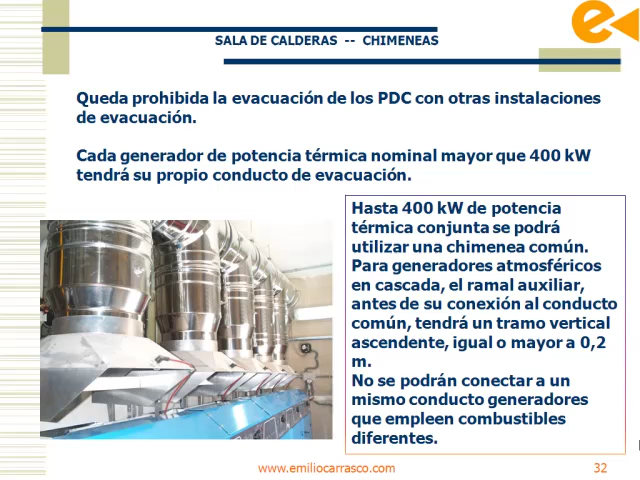 SALA DE CALDERAS -- CHIMENEAS
Queda prohibida la evacuación de los PDC con otras instalaciones
de evacuación.
Cada generador de potencia térmica nominal mayor que 400 kW
tendrá su propio conducto de evacuación.
Hasta 400 kW de potencia
térmica conjunta se podrá
utilizar una chimenea común.
Para generadores atmosféricos
en cascada, el ramal auxiliar,
antes de su conexión al conducto
común, tendrá un tramo vertical
ascendente, igual o mayor a 0,2
m.
No se podrán conectar a un
mismo conducto generadores
que empleen combustibles
diferentes.
www.emiliocarrasco.com
32